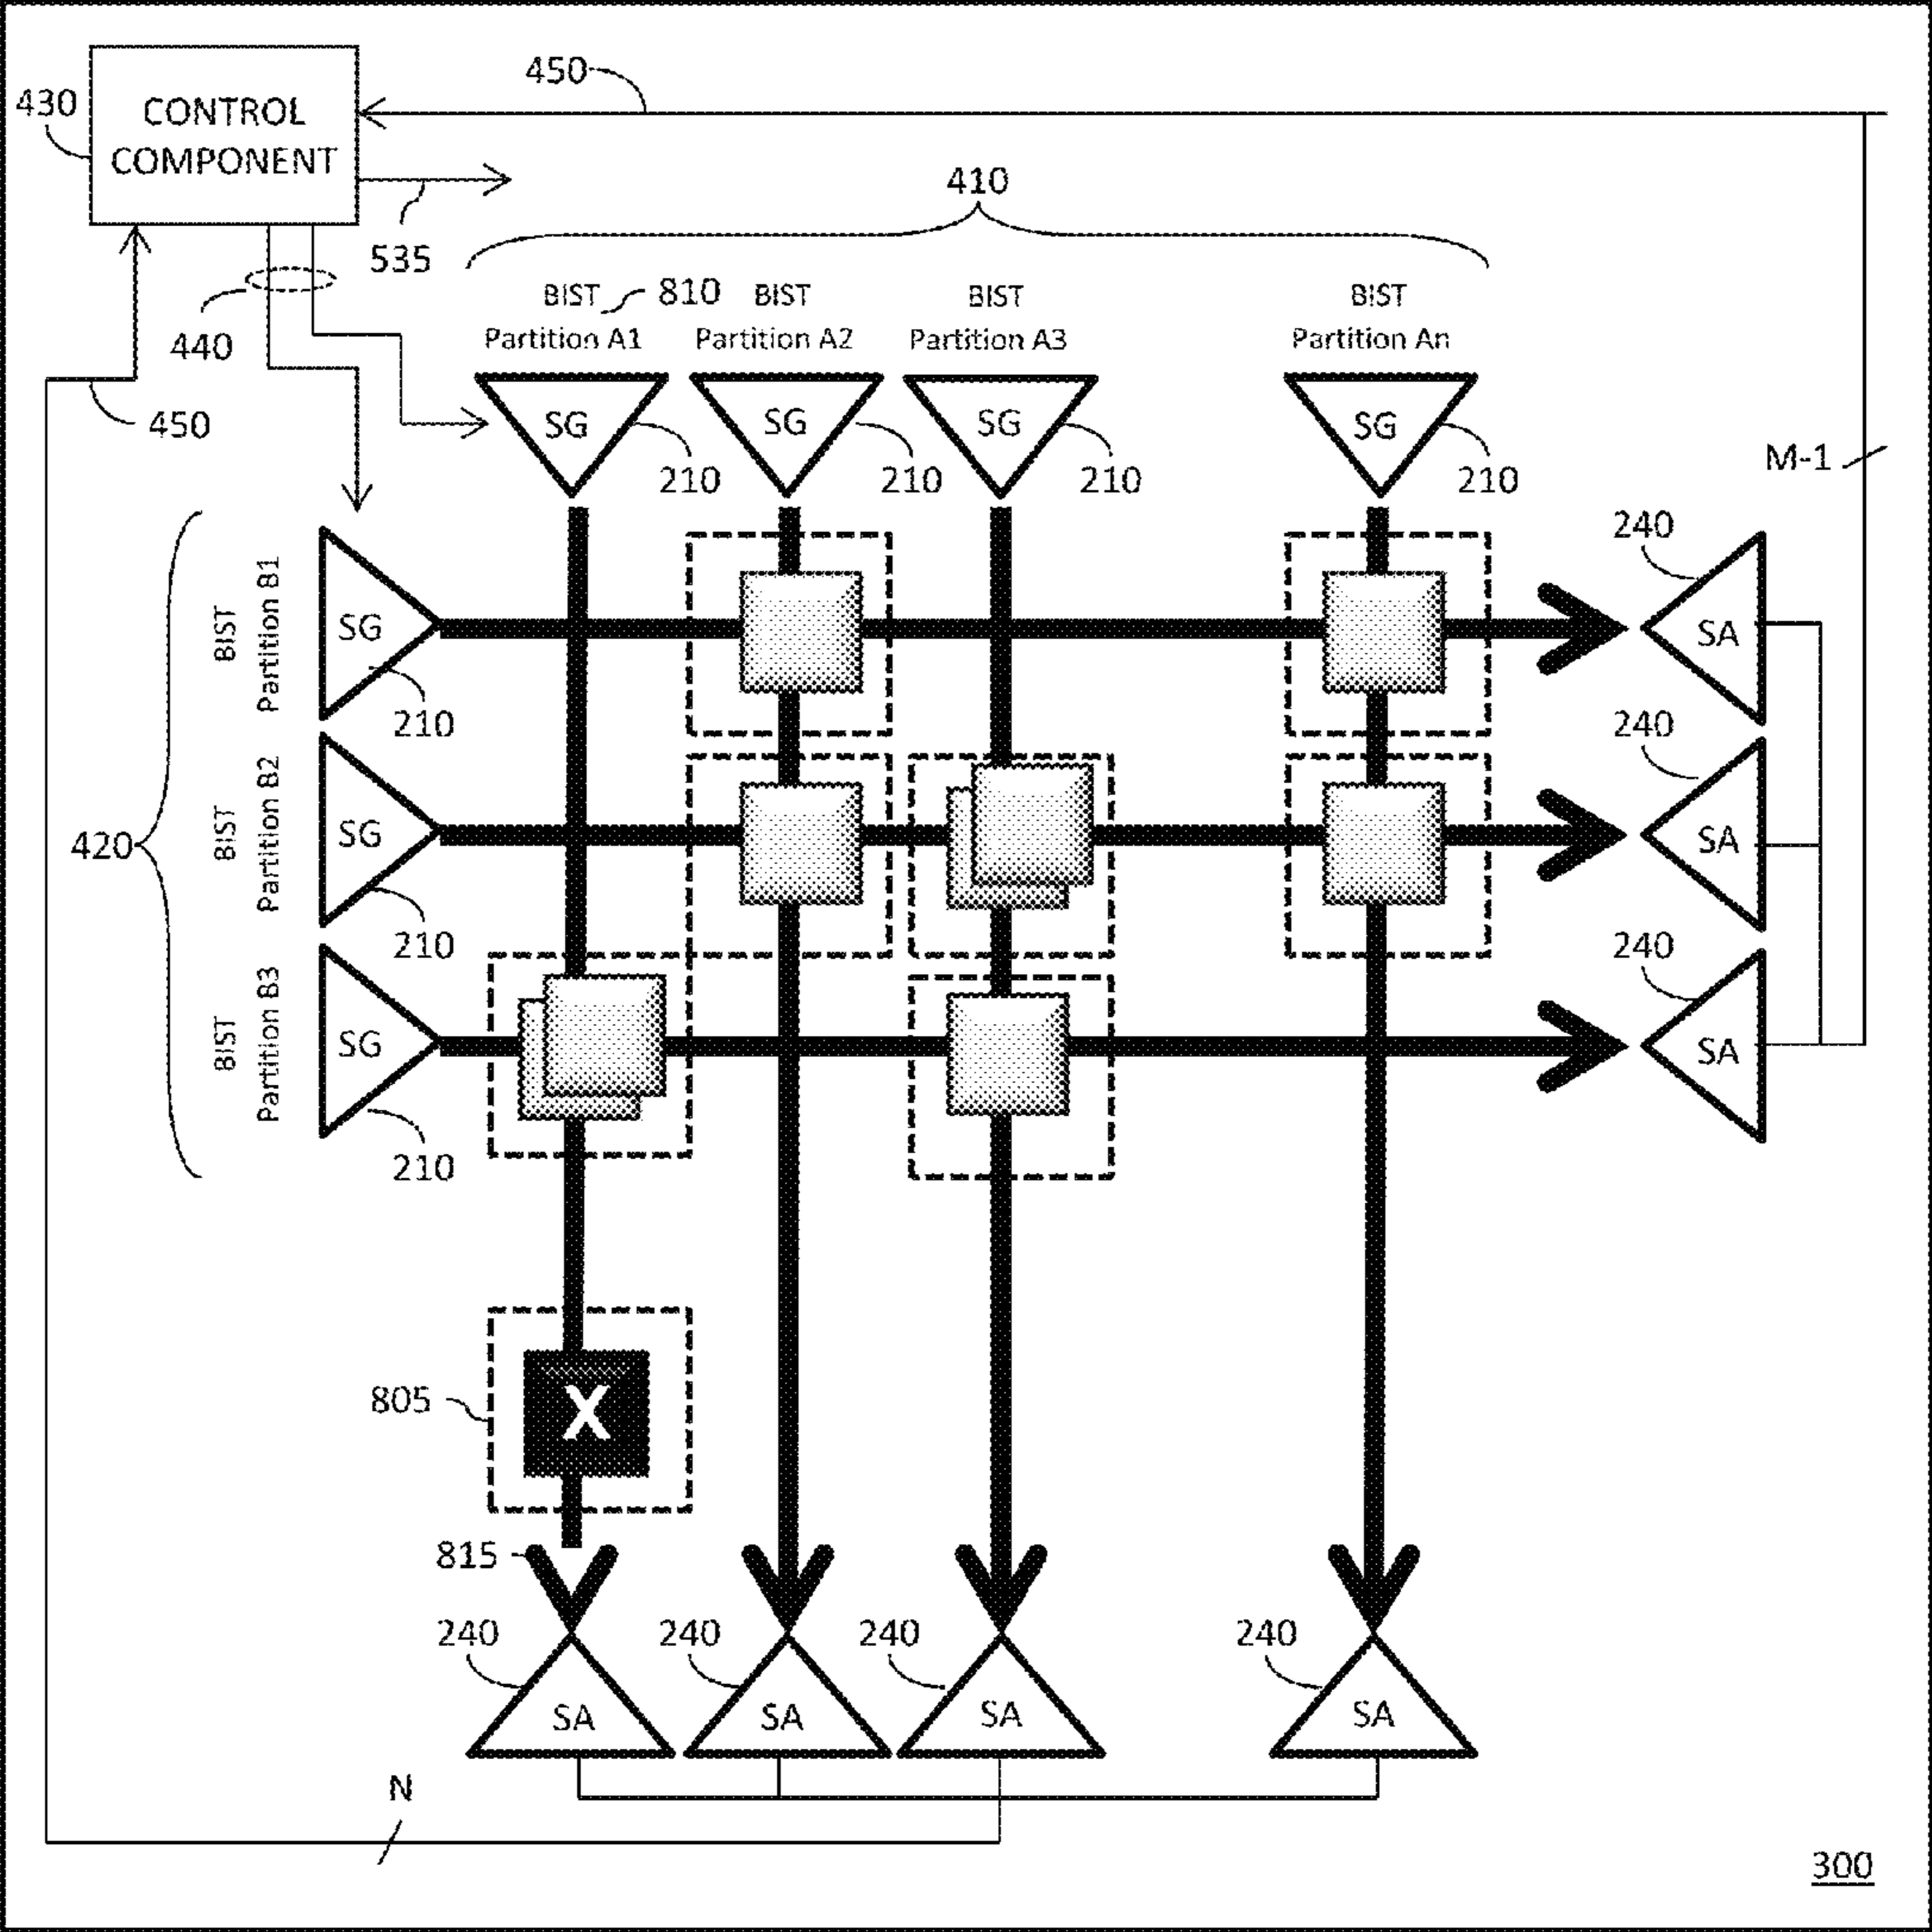 450
430
CONTROL
COMPONENT
410
535
440
450
BIST
Partition A1
810
BIST
Partition A2
BIST
Partition A3
BIST
Partition An
SG
SG
SG
SG
210
210
210
210
M-1
420
BIST
Partition B1
SG
210
240
SA
BIST
Partition B2
SG
210
240
SA
BIST
Partition B3
SG
210
240
SA
805
X
815
240
240
240
240
SA
SA
SA
SA
N
300